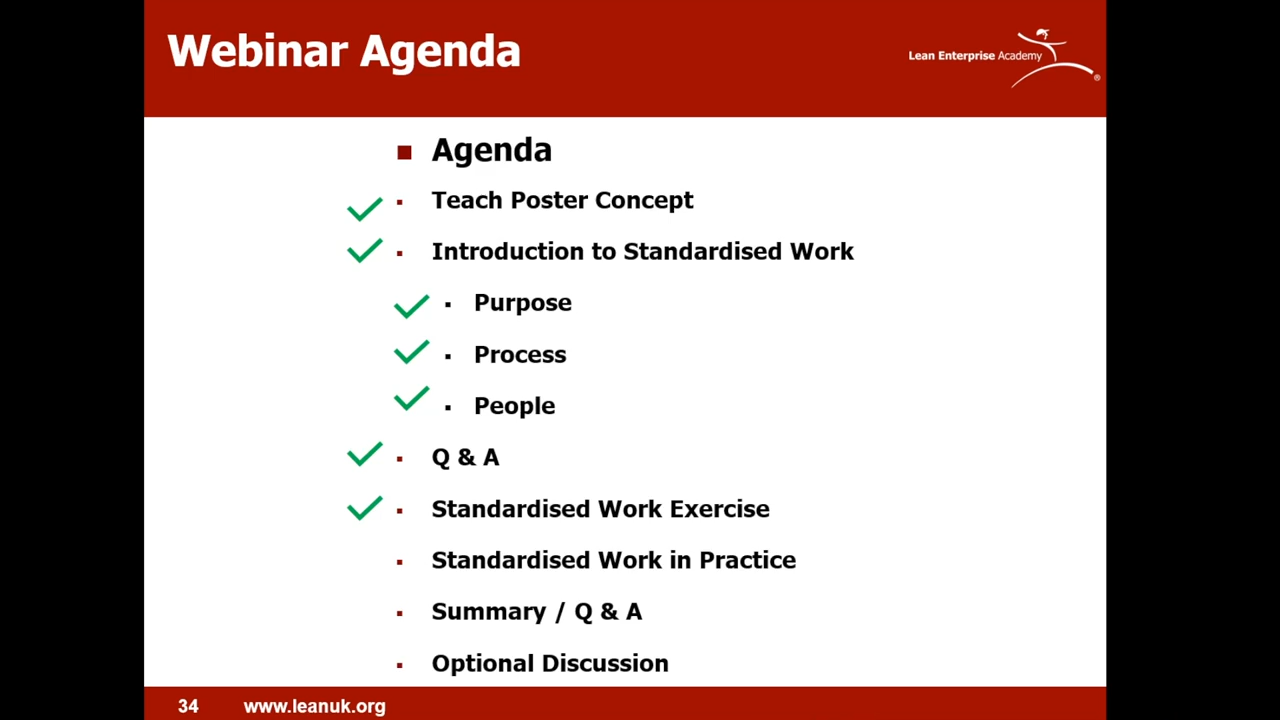 Webinar Agenda
Lean Enterprise Academy
®
Agenda
Teach Poster Concept
Introduction to Standardised Work
Purpose
Process
People
Q & A
Standardised Work Exercise
Standardised Work in Practice
Summary / Q & A
Optional Discussion
34 www.leanuk.org